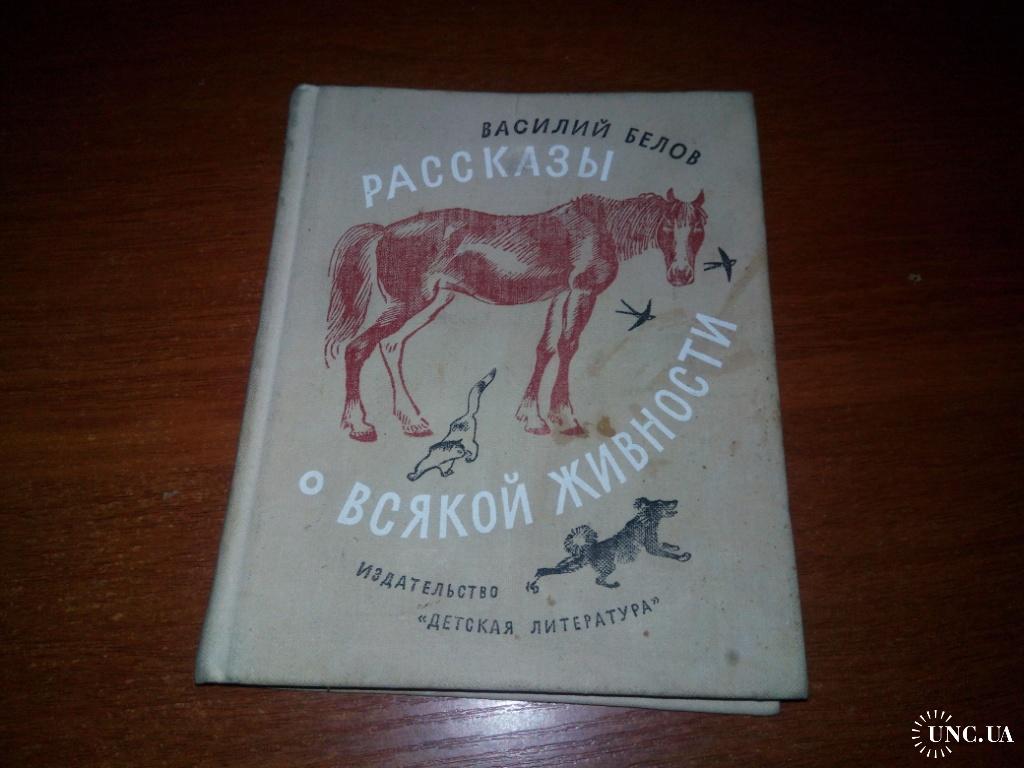 ВАСИЛИЙ БЕЛОВ
РАССКАЗЫ
О ВСЯКОЙ ЖИВНОСТИ
ИЗДАТЕЛЬСТВО
«ДЕТСКАЯ ЛИТЕРАТУРА»
UNC.UA